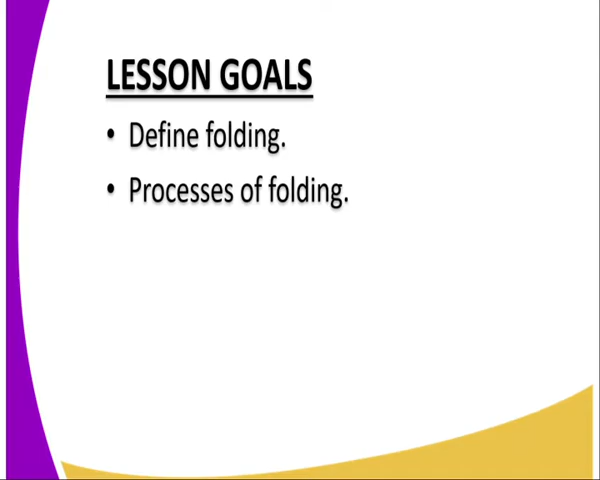 LESSON GOALS
• Define folding.
• Processes of folding.